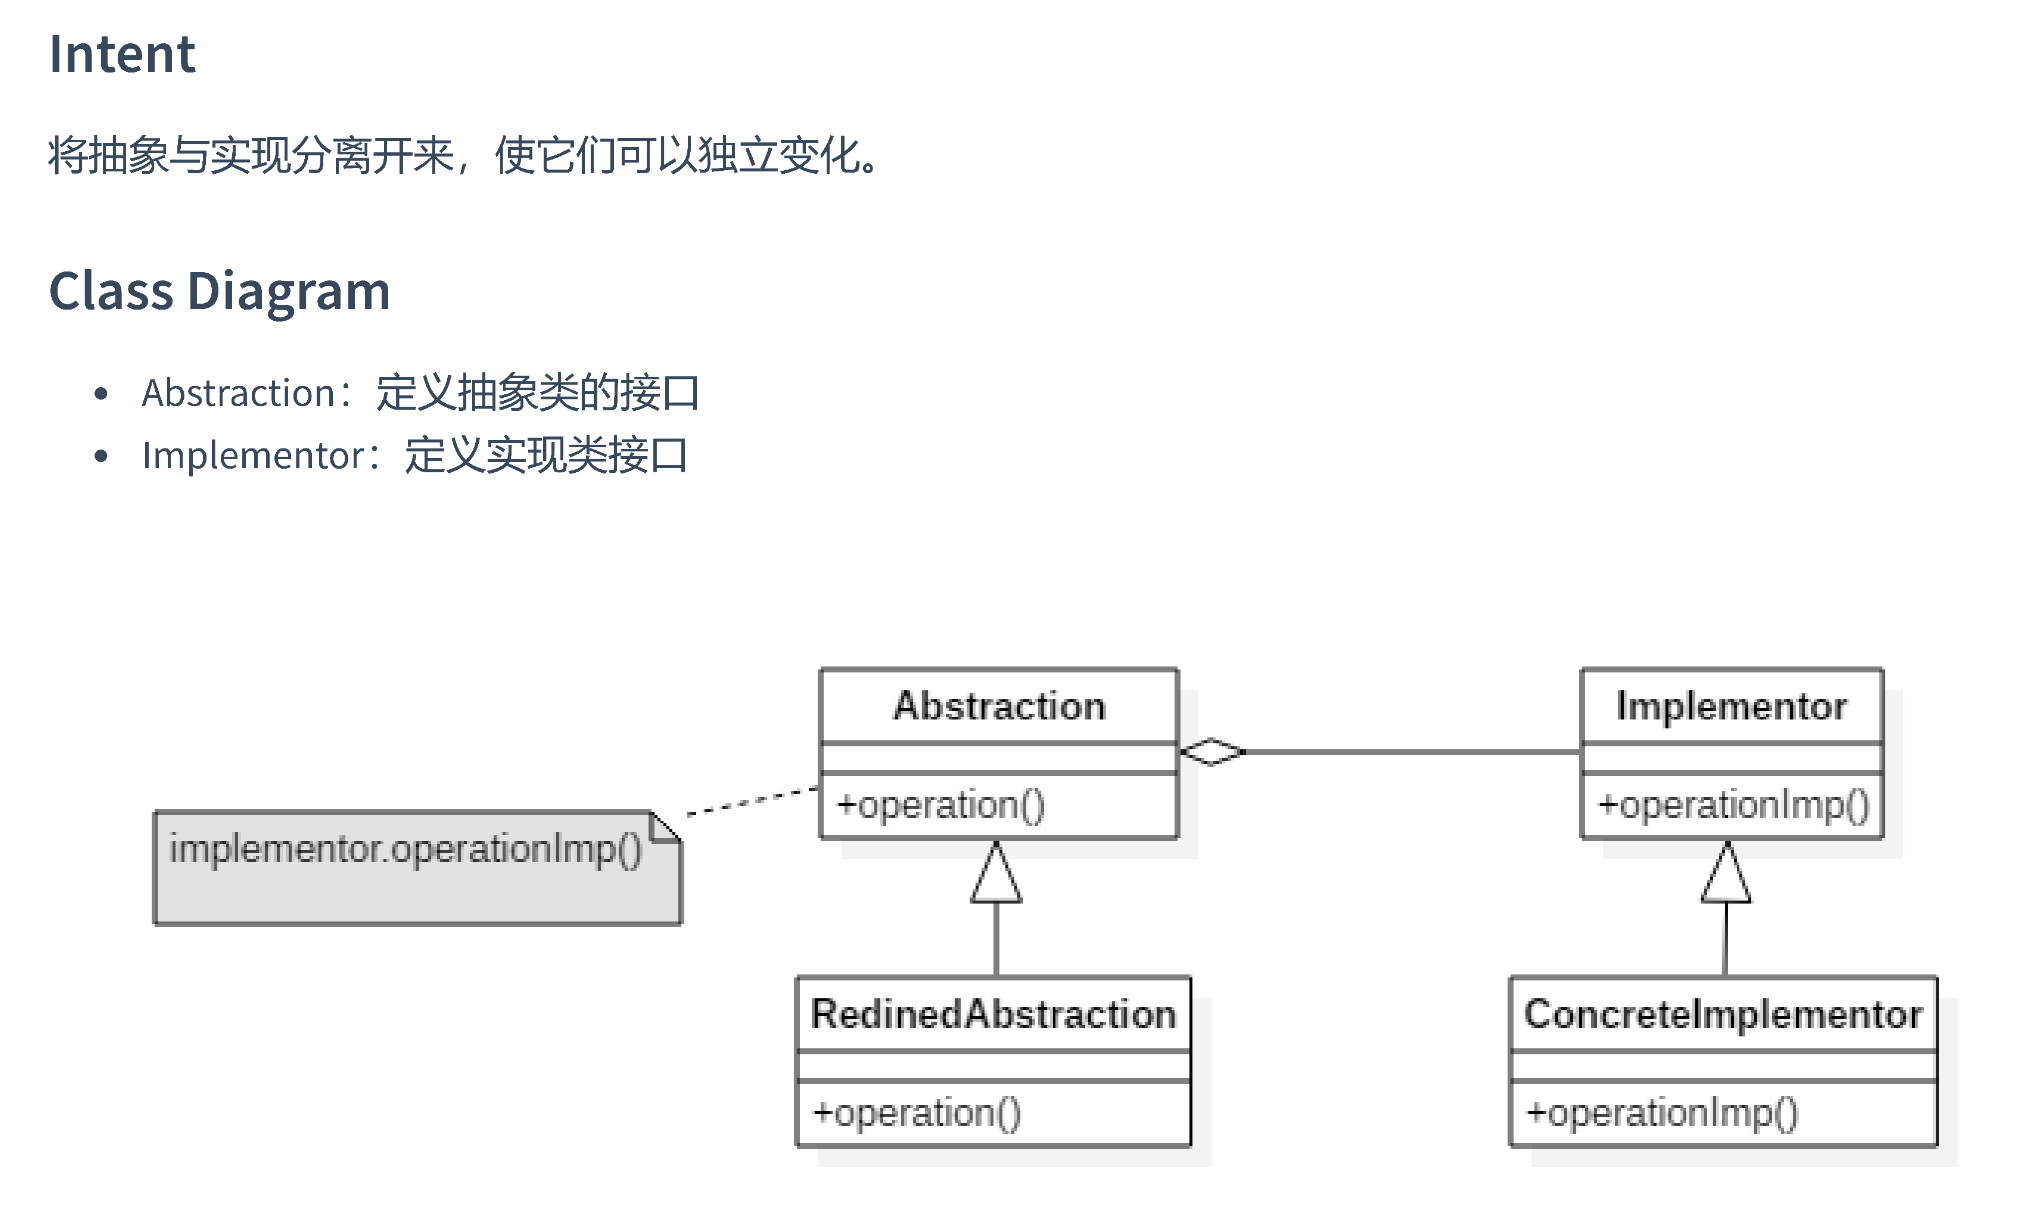 Intent
将抽象与实现分离开来，使它们可以独立变化。
Class Diagram
• Abstraction：定义抽象类的接口
• Implementor：定义实现类接口
Abstraction
Implementor
+operation()
+operationImp()
implementor.operationImp()
RedinedAbstraction
ConcreteImplementor
+operation()
+operationImp()